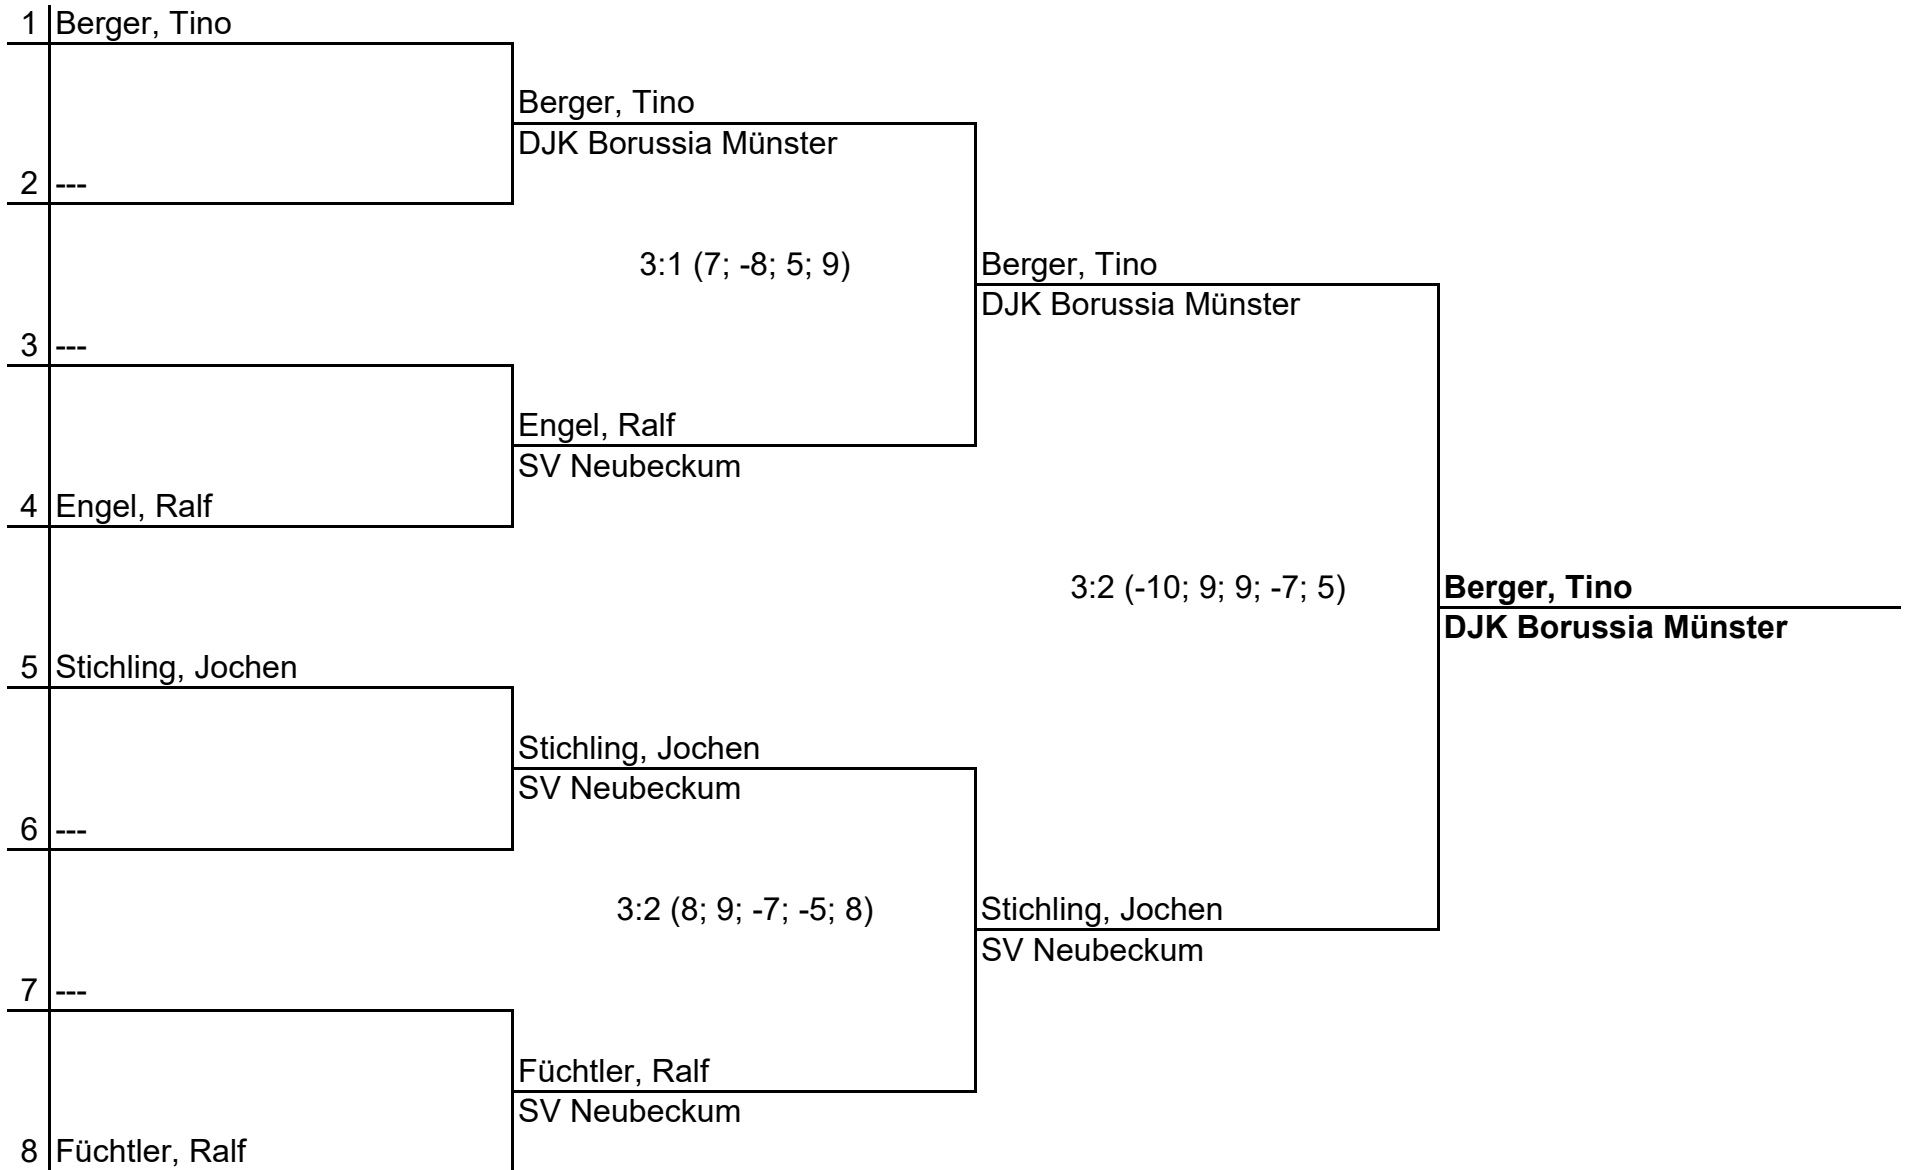 1 Berger, Tino
Berger, Tino
DJK Borussia Münster
2 ---
3:1 (7; -8; 5; 9)
Berger, Tino
DJK Borussia Münster
3 ---
Engel, Ralf
SV Neubeckum
4 Engel, Ralf
3:2 (-10; 9; 9; -7; 5)
Berger, Tino
DJK Borussia Münster
5 Stichling, Jochen
Stichling, Jochen
SV Neubeckum
6 ---
3:2 (8; 9; -7; -5; 8)
Stichling, Jochen
SV Neubeckum
7 ---
Füchtler, Ralf
SV Neubeckum
8 Füchtler, Ralf